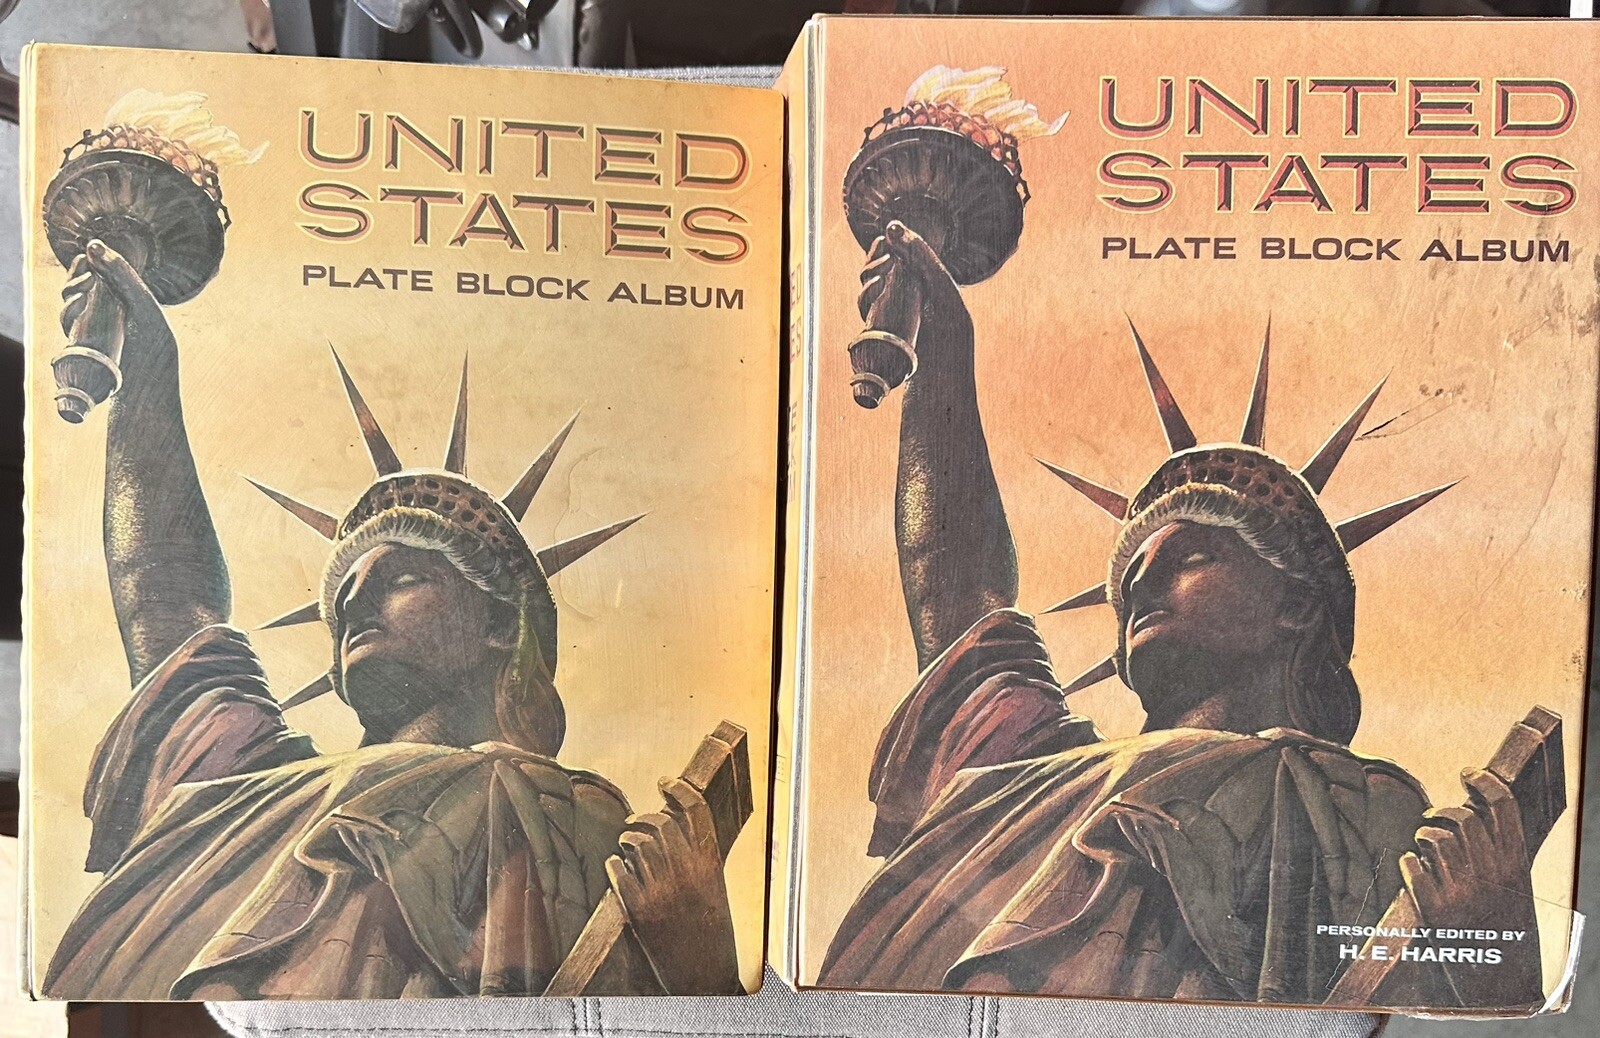 UNITED
STATES
PLATE BLOCK ALBUM
UNITED
STATES
PLATE BLOCK ALBUM
PERSONALLY EDITED BY
H. E. HARRIS